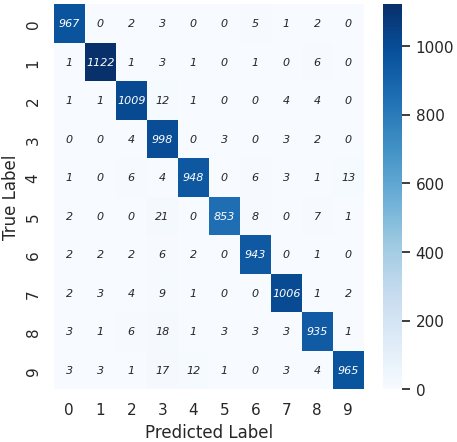 0 967 0 2 3 0 0 5 1 2 0
1 1 1122 1 3 1 0 1 0 6 0
2 1 1 1009 12 1 0 0 4 4 0
3 0 0 4 998 0 3 0 3 2 0
4 1 0 6 4 948 0 6 3 1 13
5 2 0 0 21 0 853 8 0 7 1
6 2 2 2 6 2 0 943 0 1 0
7 2 3 4 9 1 0 0 1006 1 2
8 3 1 6 18 1 3 3 3 935 1
9 3 3 1 17 12 1 0 3 4 965
0 1 2 3 4 5 6 7 8 9
True Label
Predicted Label
1000
800
600
400
200
0